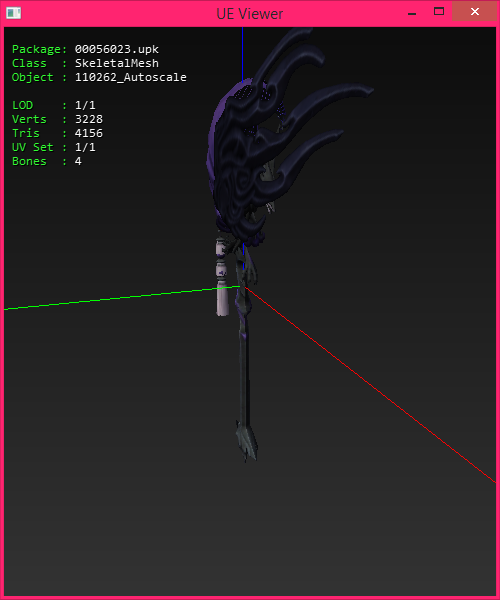 UE Viewer
Package: 00056023.upk
Class : SkeletalMesh
Object : 110262_Autoscale
LOD : 1/1
Verts : 3228
Tris : 4156
UV Set : 1/1
Bones : 4